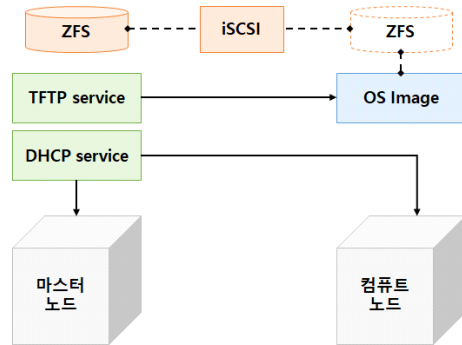 ZFS
iSCSI
ZFS
TFTP service
OS Image
DHCP service
마스터
노드
컴퓨트
노드